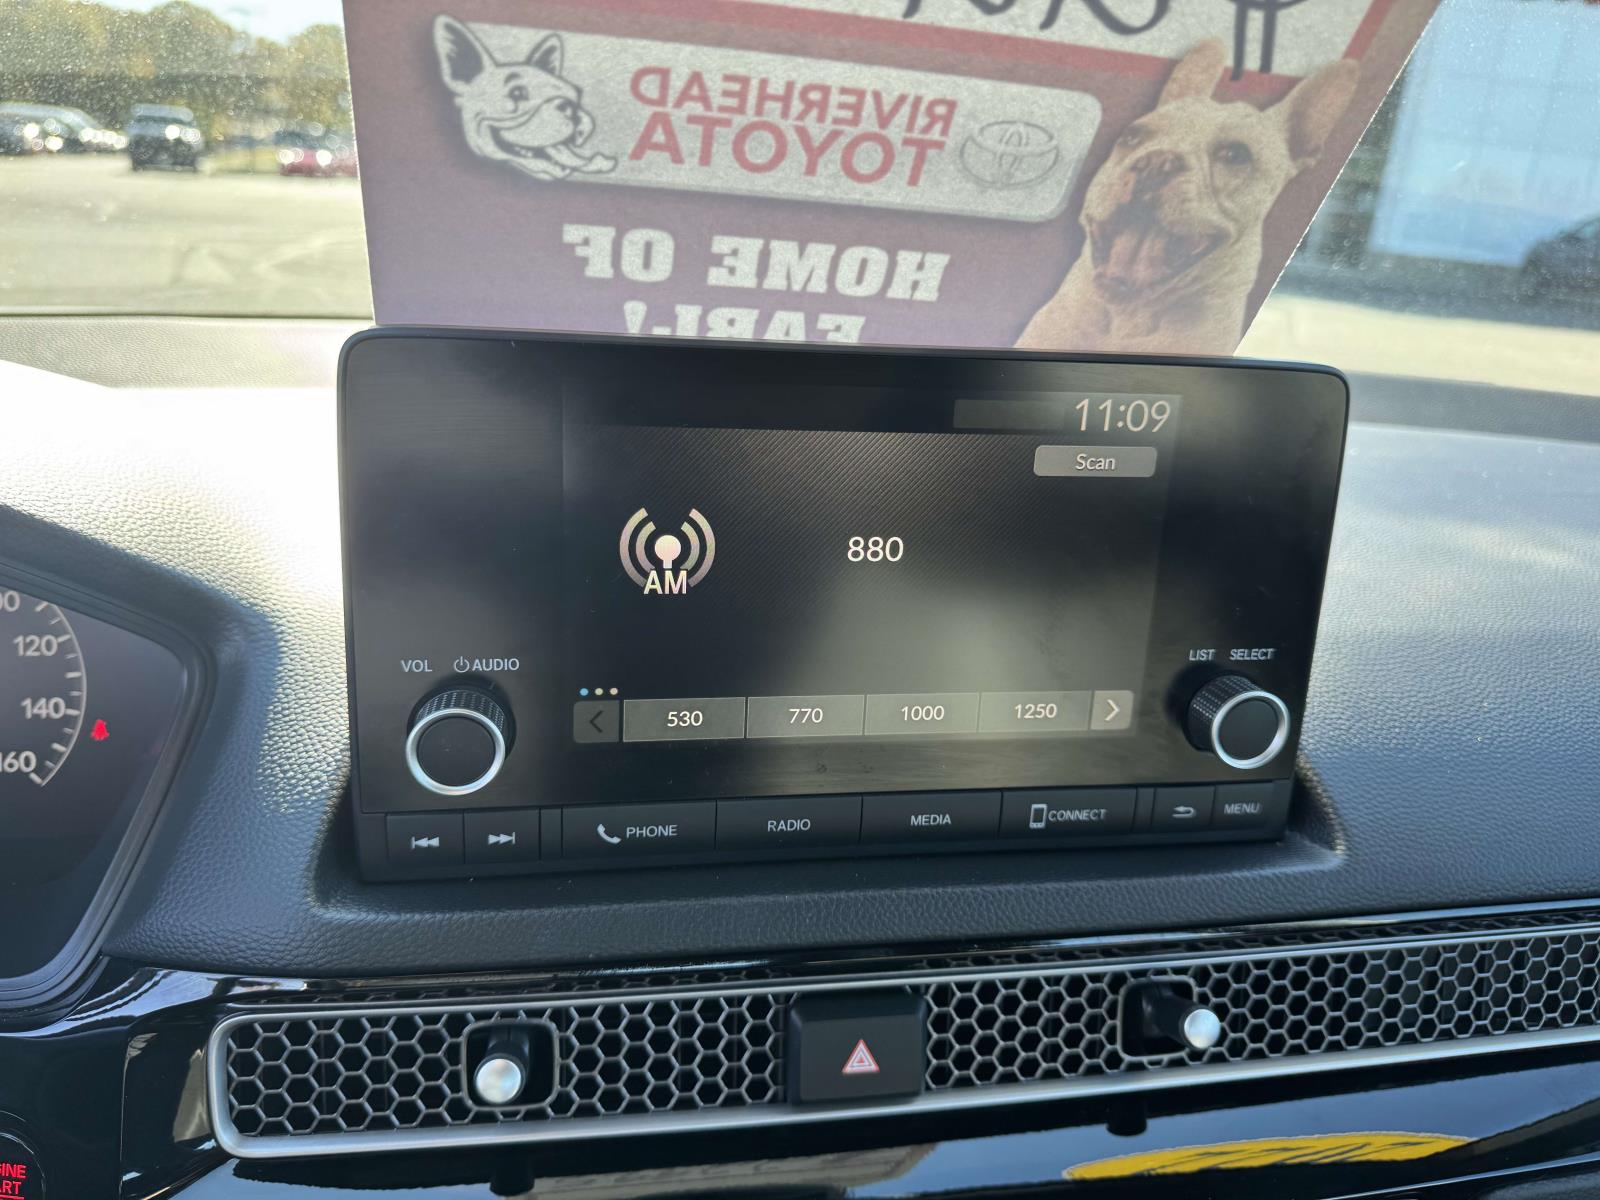 RIVERHEAD
TOYOTA
HOME OF
EARL!
11:09
Scan
AM
880
530 770 1000 1250
VOL AUDIO
LIST SELECT
PHONE RADIO MEDIA CONNECT MENU
120
140
160